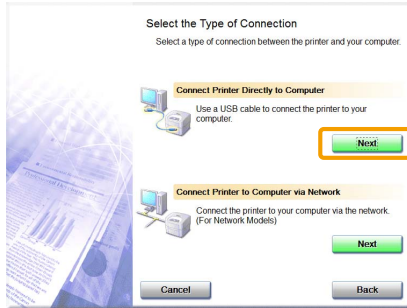 Select the Type of Connection
Select a type of connection between the printer and your computer.
Connect Printer Directly to Computer
Use a USB cable to connect the printer to your
computer.
Next
Connect Printer to Computer via Network
Connect the printer to your computer via the network.
(For Network Models)
Next
Cancel
Back